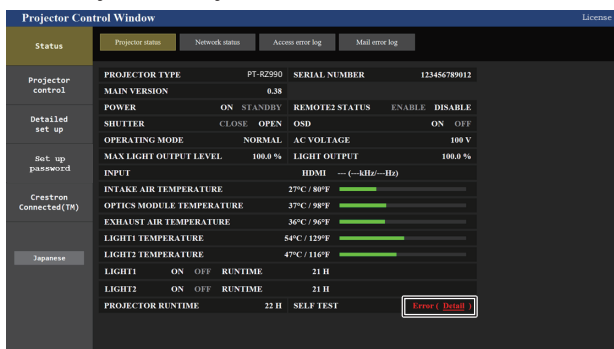 Projector Control Window License
Status
Projector status Network status Access error log Mail error log
Projector
control
Detailed
set up
Set up
password
Crestron
Connected(TM)
Japanese
PROJECTOR TYPE PT-RZ990 SERIAL NUMBER 123456789012
MAIN VERSION 0.38
POWER ON STANDBY REMOTE2 STATUS ENABLE DISABLE
SHUTTER CLOSE OPEN OSD ON OFF
OPERATING MODE NORMAL AC VOLTAGE 100 V
MAX LIGHT OUTPUT LEVEL 100.0 % LIGHT OUTPUT 100.0 %
INPUT HDMI --- (---kHz/---Hz)
INTAKE AIR TEMPERATURE 27°C / 80°F
OPTICS MODULE TEMPERATURE 37°C / 98°F
EXHAUST AIR TEMPERATURE 36°C / 96°F
LIGHT1 TEMPERATURE 54°C / 129°F
LIGHT2 TEMPERATURE 47°C / 116°F
LIGHT1 ON OFF RUNTIME 21 H
LIGHT2 ON OFF RUNTIME 21 H
PROJECTOR RUNTIME 22 H SELF TEST Error ( Detail )